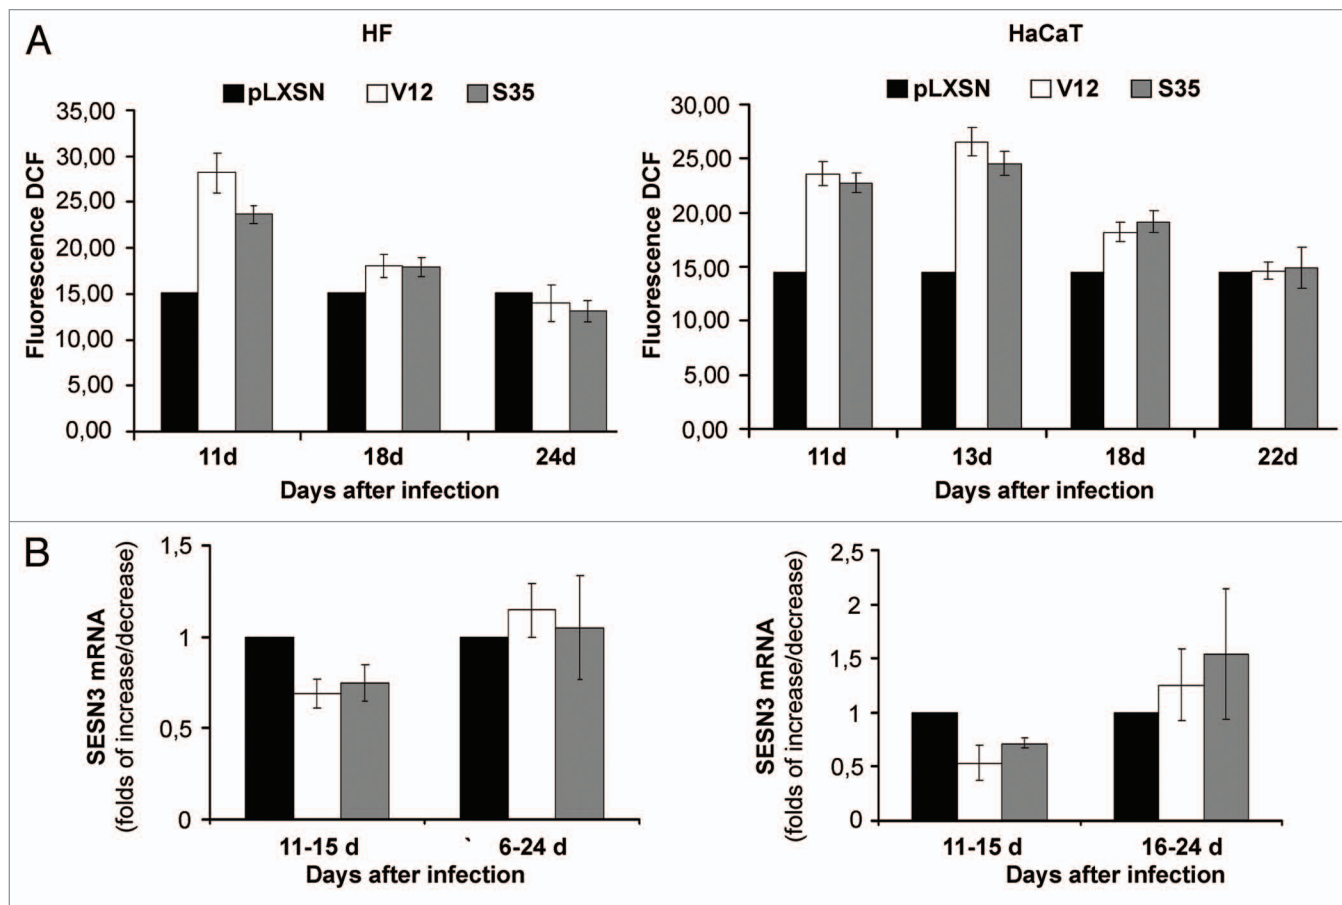 A
HF
pLXSN V12 S35
Fluorescence DCF
35,00
30,00
25,00
20,00
15,00
10,00
5,00
0,00
11d 18d 24d
Days after infection
HaCaT
pLXSN V12 S35
Fluorescence DCF
30,00
25,00
20,00
15,00
10,00
5,00
0,00
11d 13d 18d 22d
Days after infection
B
SESN3 mRNA
(folds of increase/decrease)
1,5
1
0,5
0
11-15 d ` 6-24 d
Days after infection
SESN3 mRNA
(folds of increase/decrease)
2,5
2
1,5
1
0,5
0
11-15 d 16-24 d
Days after infection